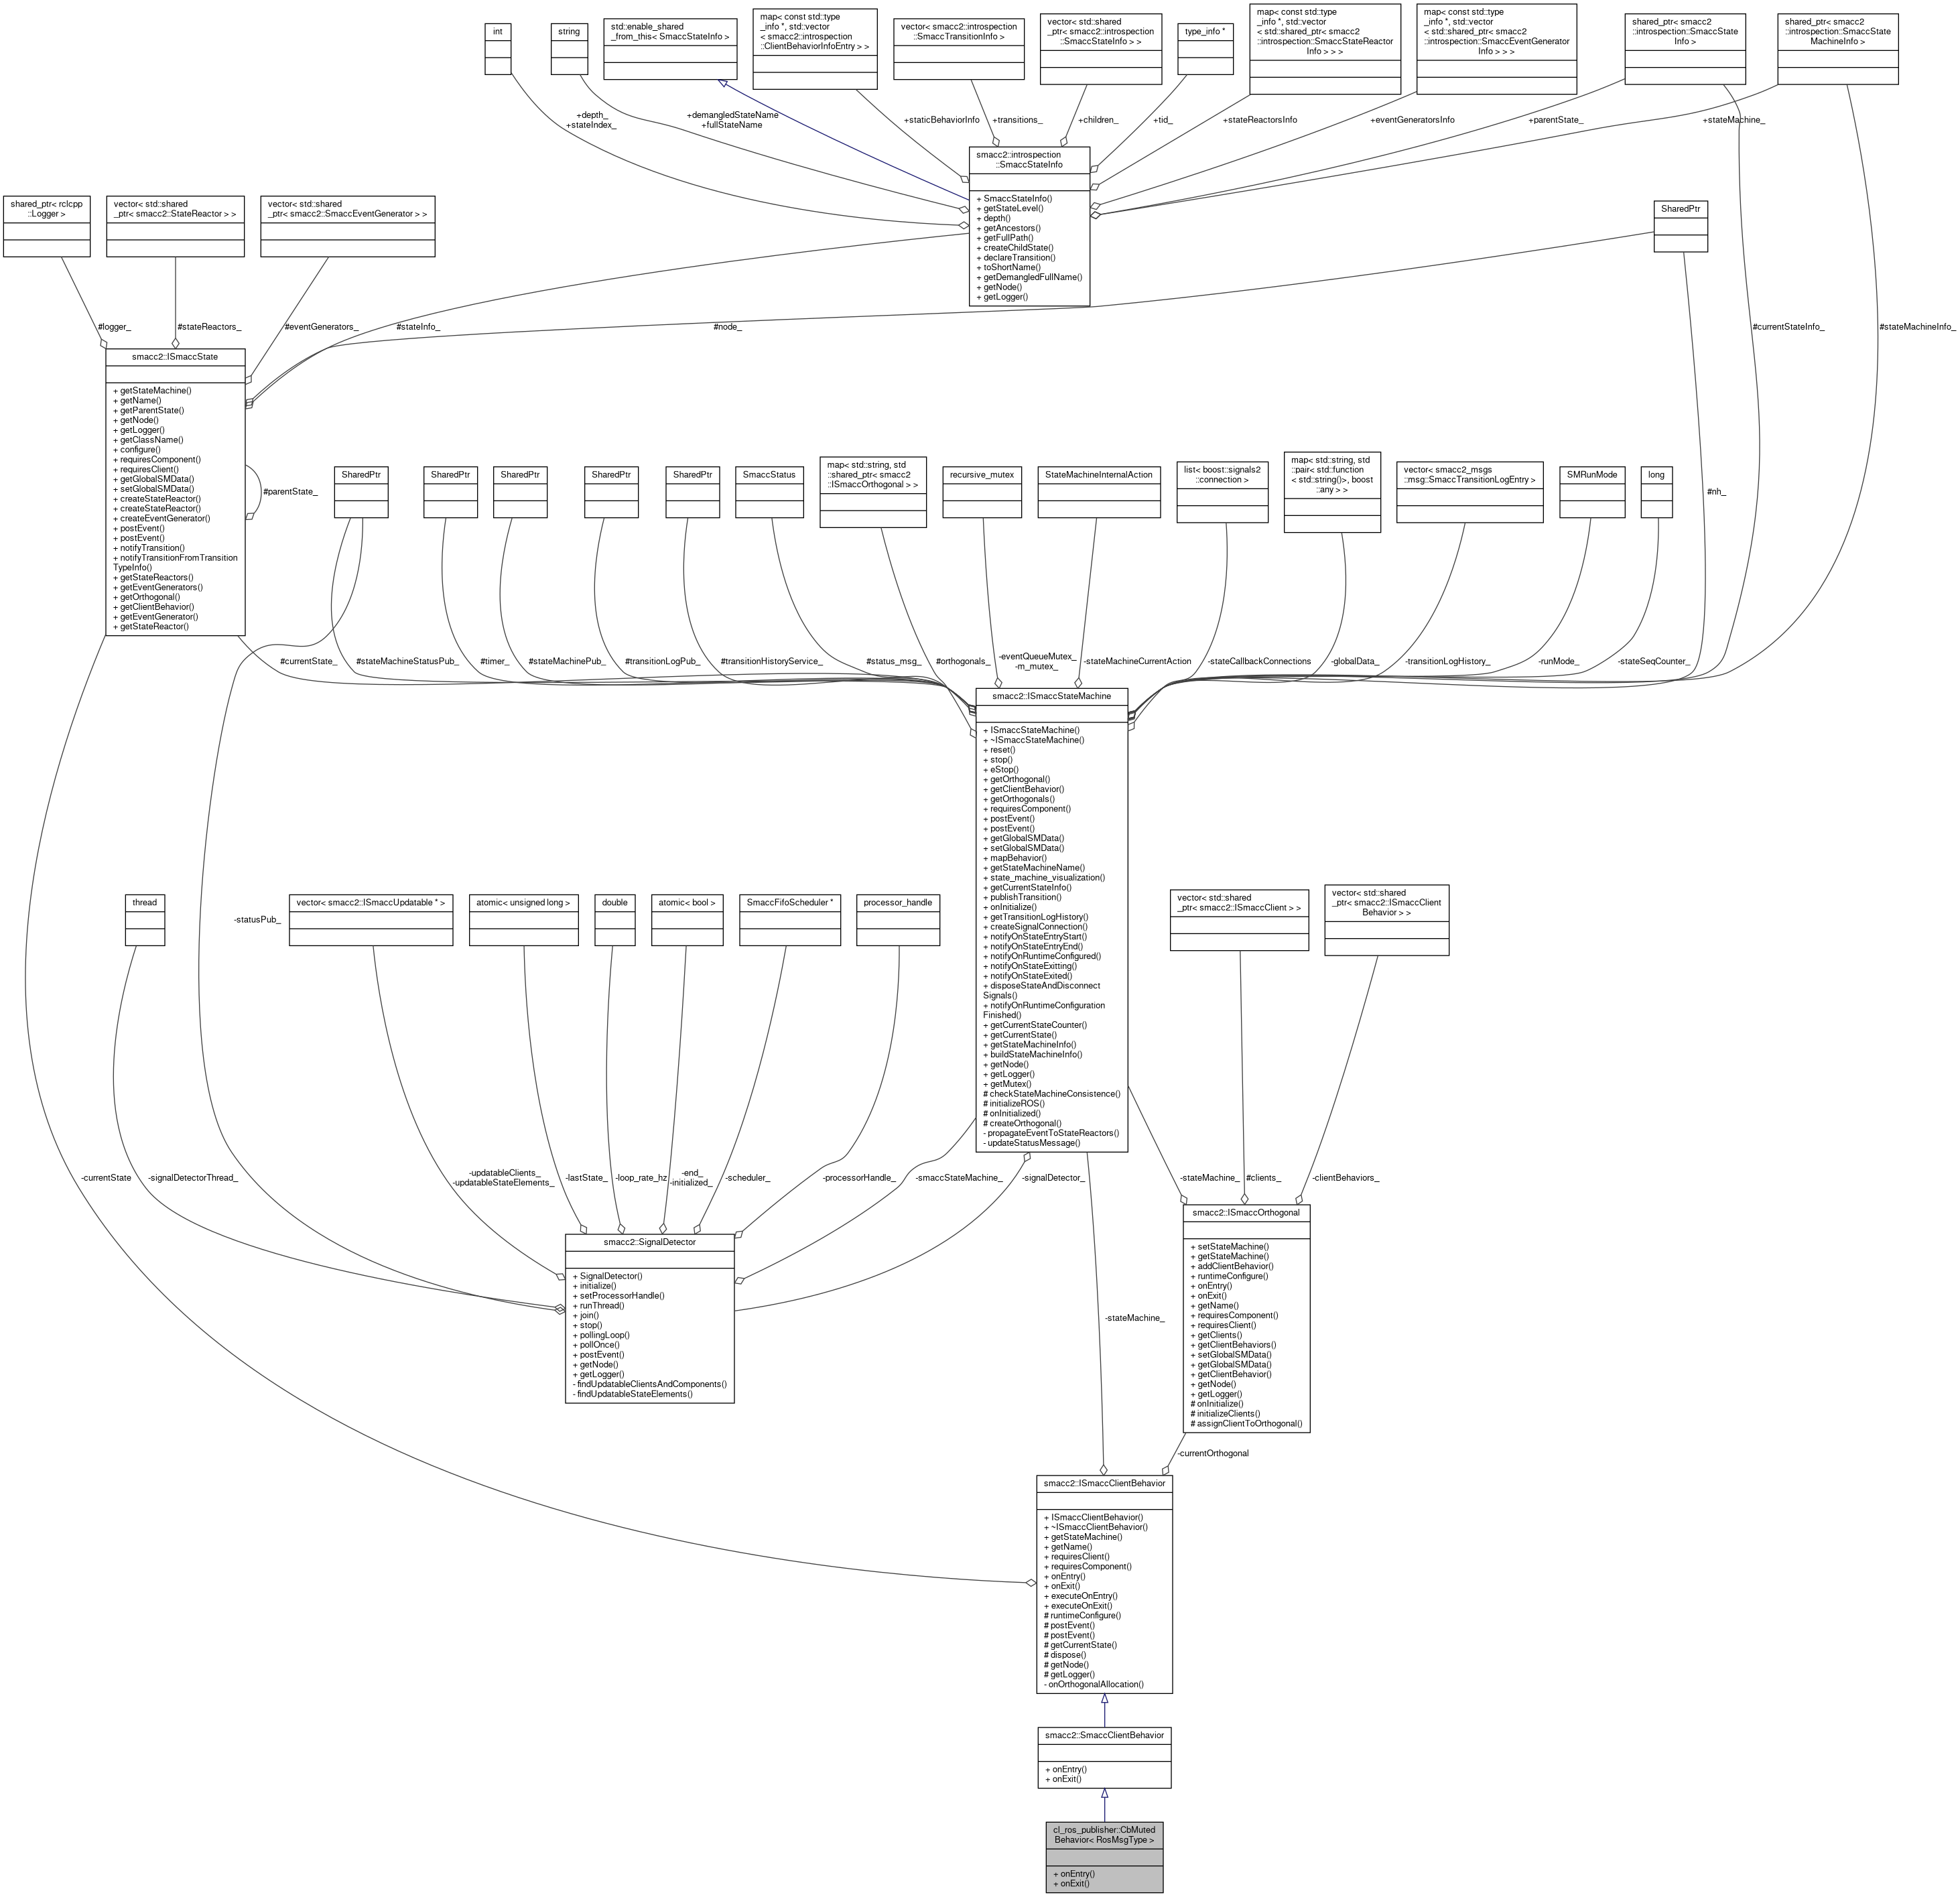 int
string
std::enable_shared
_from_this< SmaccStateInfo >
map< const std::type
_info *, std::vector
< smacc2::introspection
::ClientBehaviorInfoEntry > >
vector< smacc2::introspection
::SmaccTransitionInfo >
vector< std::shared
_ptr< smacc2::introspection
::SmaccStateInfo > >
type_info *
map< const std::type
_info *, std::vector
< std::shared_ptr< smacc2
::introspection::SmaccStateReactor
Info > > >
map< const std::type
_info *, std::vector
< std::shared_ptr< smacc2
::introspection::SmaccEventGenerator
Info > > >
shared_ptr< smacc2
::introspection::SmaccState
Info >
shared_ptr< smacc2
::introspection::SmaccState
MachineInfo >
+depth_
+stateIndex_
+demangledStateName
+fullStateName
+staticBehaviorInfo
+transitions_
+children_
+tid_
+stateReactorsInfo
+eventGeneratorsInfo
+parentState_
+stateMachine_
smacc2::introspection
::SmaccStateInfo
+ SmaccStateInfo()
+ getStateLevel()
+ depth()
+ getAncestors()
+ getFullPath()
+ createChildState()
+ declareTransition()
+ toShortName()
+ getDemangledFullName()
+ getNode()
+ getLogger()
shared_ptr< rclcpp
::Logger >
vector< std::shared
_ptr< smacc2::StateReactor > >
vector< std::shared
_ptr< smacc2::SmaccEventGenerator > >
SharedPtr
#logger_
#stateReactors_
#eventGenerators_
#stateInfo_
#node_
#currentStateInfo_
#stateMachineInfo_
smacc2::ISmaccState
+ getStateMachine()
+ getName()
+ getParentState()
+ getNode()
+ getLogger()
+ getClassName()
+ configure()
+ requiresComponent()
+ requiresClient()
+ getGlobalSMData()
+ setGlobalSMData()
+ createStateReactor()
+ createStateReactor()
+ createEventGenerator()
+ postEvent()
+ postEvent()
+ notifyTransition()
+ notifyTransitionFromTransition
TypeInfo()
+ getStateReactors()
+ getEventGenerators()
+ getOrthogonal()
+ getClientBehavior()
+ getEventGenerator()
+ getStateReactor()
#parentState_
SharedPtr
SharedPtr
SharedPtr
SharedPtr
SharedPtr
SmaccStatus
map< std::string, std
::shared_ptr< smacc2
::ISmaccOrthogonal > >
recursive_mutex
StateMachineInternalAction
list< boost::signals2
::connection >
map< std::string, std
::pair< std::function
< std::string()>, boost
::any > >
vector< smacc2_msgs
::msg::SmaccTransitionLogEntry >
SMRunMode
long
#nh_
#currentState_
#stateMachineStatusPub_
#timer_
#stateMachinePub_
#transitionLogPub_
#transitionHistoryService_
#status_msg_
#orthogonals_
-eventQueueMutex_
-m_mutex_
-stateMachineCurrentAction
-stateCallbackConnections
-globalData_
-transitionLogHistory_
-runMode_
-stateSeqCounter_
smacc2::ISmaccStateMachine
+ ISmaccStateMachine()
+ ~ISmaccStateMachine()
+ reset()
+ stop()
+ eStop()
+ getOrthogonal()
+ getClientBehavior()
+ getOrthogonals()
+ requiresComponent()
+ postEvent()
+ postEvent()
+ getGlobalSMData()
+ setGlobalSMData()
+ mapBehavior()
+ getStateMachineName()
+ state_machine_visualization()
+ getCurrentStateInfo()
+ publishTransition()
+ onInitialize()
+ getTransitionLogHistory()
+ createSignalConnection()
+ notifyOnStateEntryStart()
+ notifyOnStateEntryEnd()
+ notifyOnRuntimeConfigured()
+ notifyOnStateExitting()
+ notifyOnStateExited()
+ disposeStateAndDisconnect
Signals()
+ notifyOnRuntimeConfiguration
Finished()
+ getCurrentStateCounter()
+ getCurrentState()
+ getStateMachineInfo()
+ buildStateMachineInfo()
+ getNode()
+ getLogger()
+ getMutex()
# checkStateMachineConsistence()
# initializeROS()
# onInitialized()
# createOrthogonal()
- propagateEventToStateReactors()
- updateStatusMessage()
thread
-statusPub_
vector< smacc2::ISmaccUpdatable * >
atomic< unsigned long >
double
atomic< bool >
SmaccFifoScheduler *
processor_handle
vector< std::shared
_ptr< smacc2::ISmaccClient > >
vector< std::shared
_ptr< smacc2::ISmaccClient
Behavior > >
-currentState
-signalDetectorThread_
-updatableClients_
-updatableStateElements_
-lastState_
-loop_rate_hz
-end_
-initialized_
-scheduler_
-processorHandle_
-smaccStateMachine_
-signalDetector_
-stateMachine_
#clients_
-clientBehaviors_
smacc2::SignalDetector
+ SignalDetector()
+ initialize()
+ setProcessorHandle()
+ runThread()
+ join()
+ stop()
+ pollingLoop()
+ pollOnce()
+ postEvent()
+ getNode()
+ getLogger()
- findUpdatableClientsAndComponents()
- findUpdatableStateElements()
smacc2::ISmaccOrthogonal
+ setStateMachine()
+ getStateMachine()
+ addClientBehavior()
+ runtimeConfigure()
+ onEntry()
+ onExit()
+ getName()
+ requiresComponent()
+ requiresClient()
+ getClients()
+ getClientBehaviors()
+ setGlobalSMData()
+ getGlobalSMData()
+ getClientBehavior()
+ getNode()
+ getLogger()
# onInitialize()
# initializeClients()
# assignClientToOrthogonal()
-stateMachine_
-currentOrthogonal
smacc2::ISmaccClientBehavior
+ ISmaccClientBehavior()
+ ~ISmaccClientBehavior()
+ getStateMachine()
+ getName()
+ requiresClient()
+ requiresComponent()
+ onEntry()
+ onExit()
+ executeOnEntry()
+ executeOnExit()
# runtimeConfigure()
# postEvent()
# postEvent()
# getCurrentState()
# dispose()
# getNode()
# getLogger()
- onOrthogonalAllocation()
smacc2::SmaccClientBehavior
+ onEntry()
+ onExit()
cl_ros_publisher::CbMuted
Behavior< RosMsgType >
+ onEntry()
+ onExit()